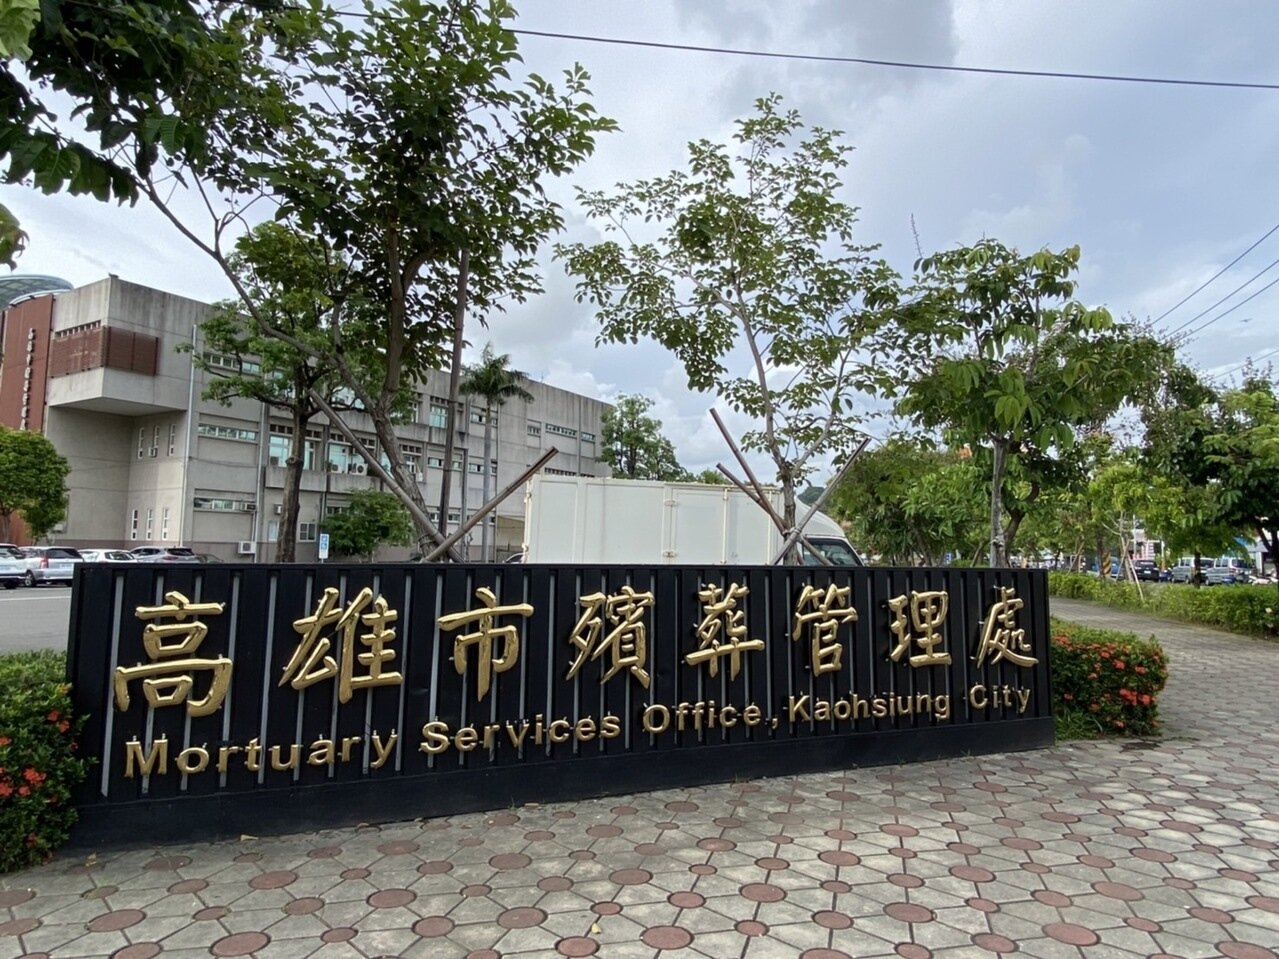 高雄市殯葬管理處
Mortuary Services Office, Kaohsiung City